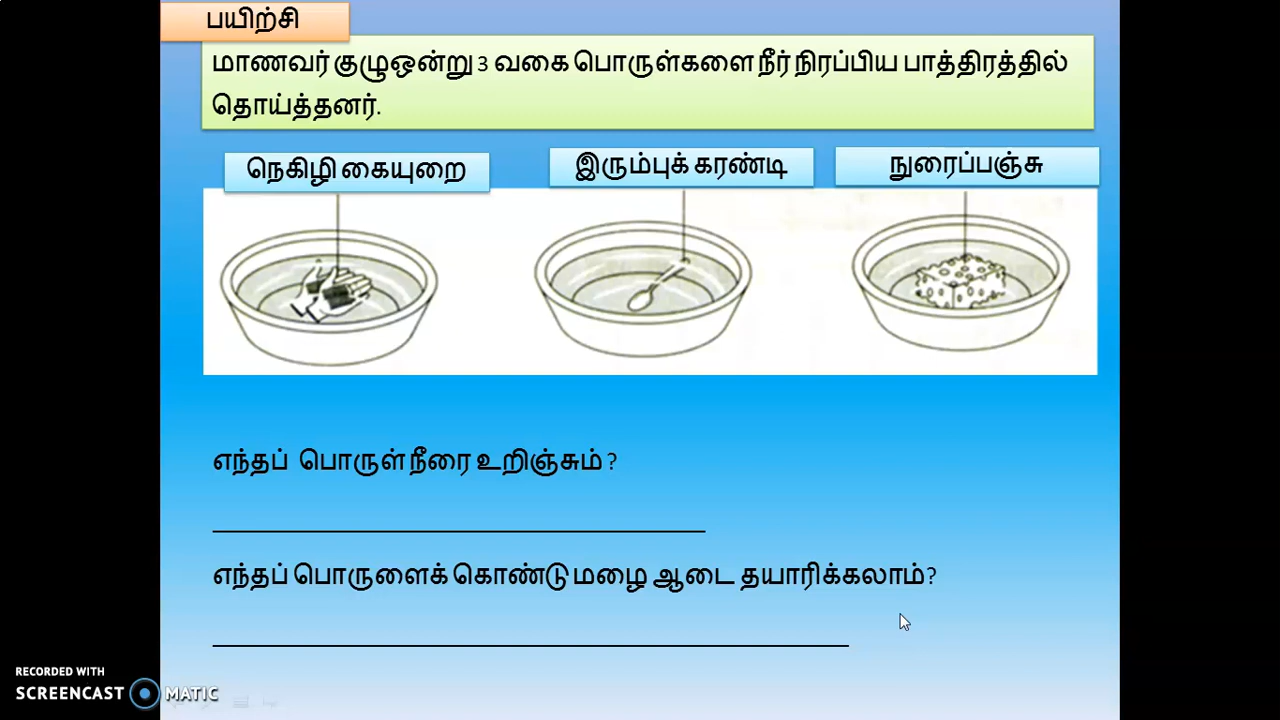 பயிற்சி
மாணவர் குழுஒன்று 3 வகை பொருள்களை நீர் நிரப்பிய பாத்திரத்தில்
தொய்த்தனர்.
நெகிழி கையுறை
இரும்புக் கரண்டி
நுரைப்பஞ்சு
எந்தப் பொருள் நீரை உறிஞ்சும் ?
எந்தப் பொருளைக் கொண்டு மழை ஆடை தயாரிக்கலாம்?
RECORDED WITH
SCREENCAST MATIC